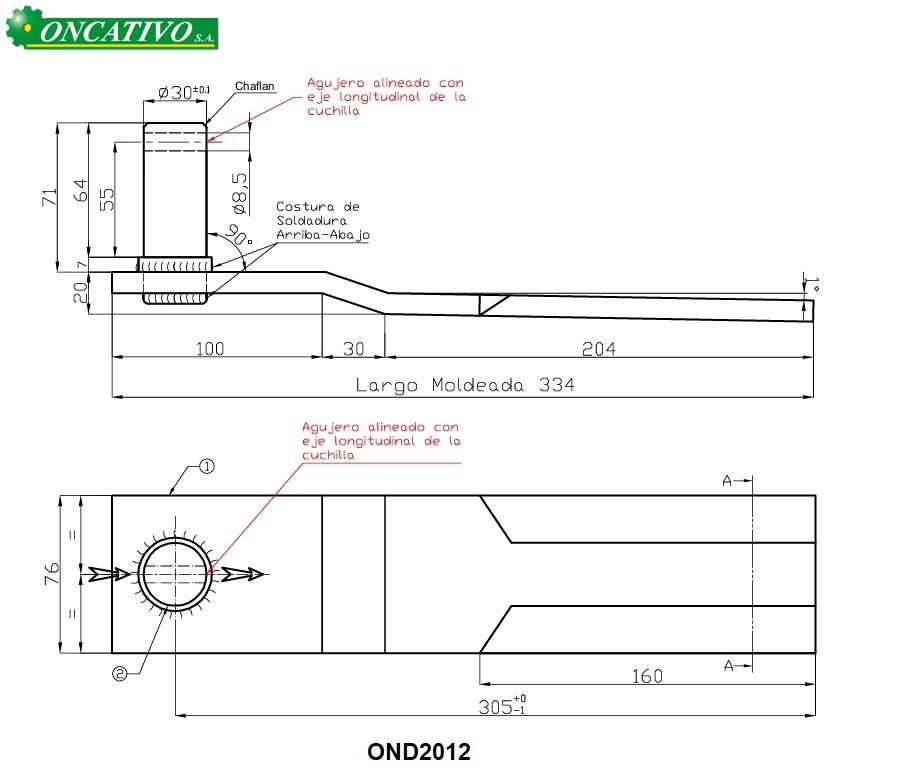 ONCATIVO S.A.
Ø30±0.1
Chaflan
Agujero alineado con
eje longitudinal de la
cuchilla
71
64
55
Ø8,5
Costura de
Soldadura
Arriba-Abajo
90°
7
20
1°
100
30
204
Largo Moldeada 334
Agujero alineado con
eje longitudinal de la
cuchilla
1
A
76
=
=
2
A
160
305+0-1
OND2012